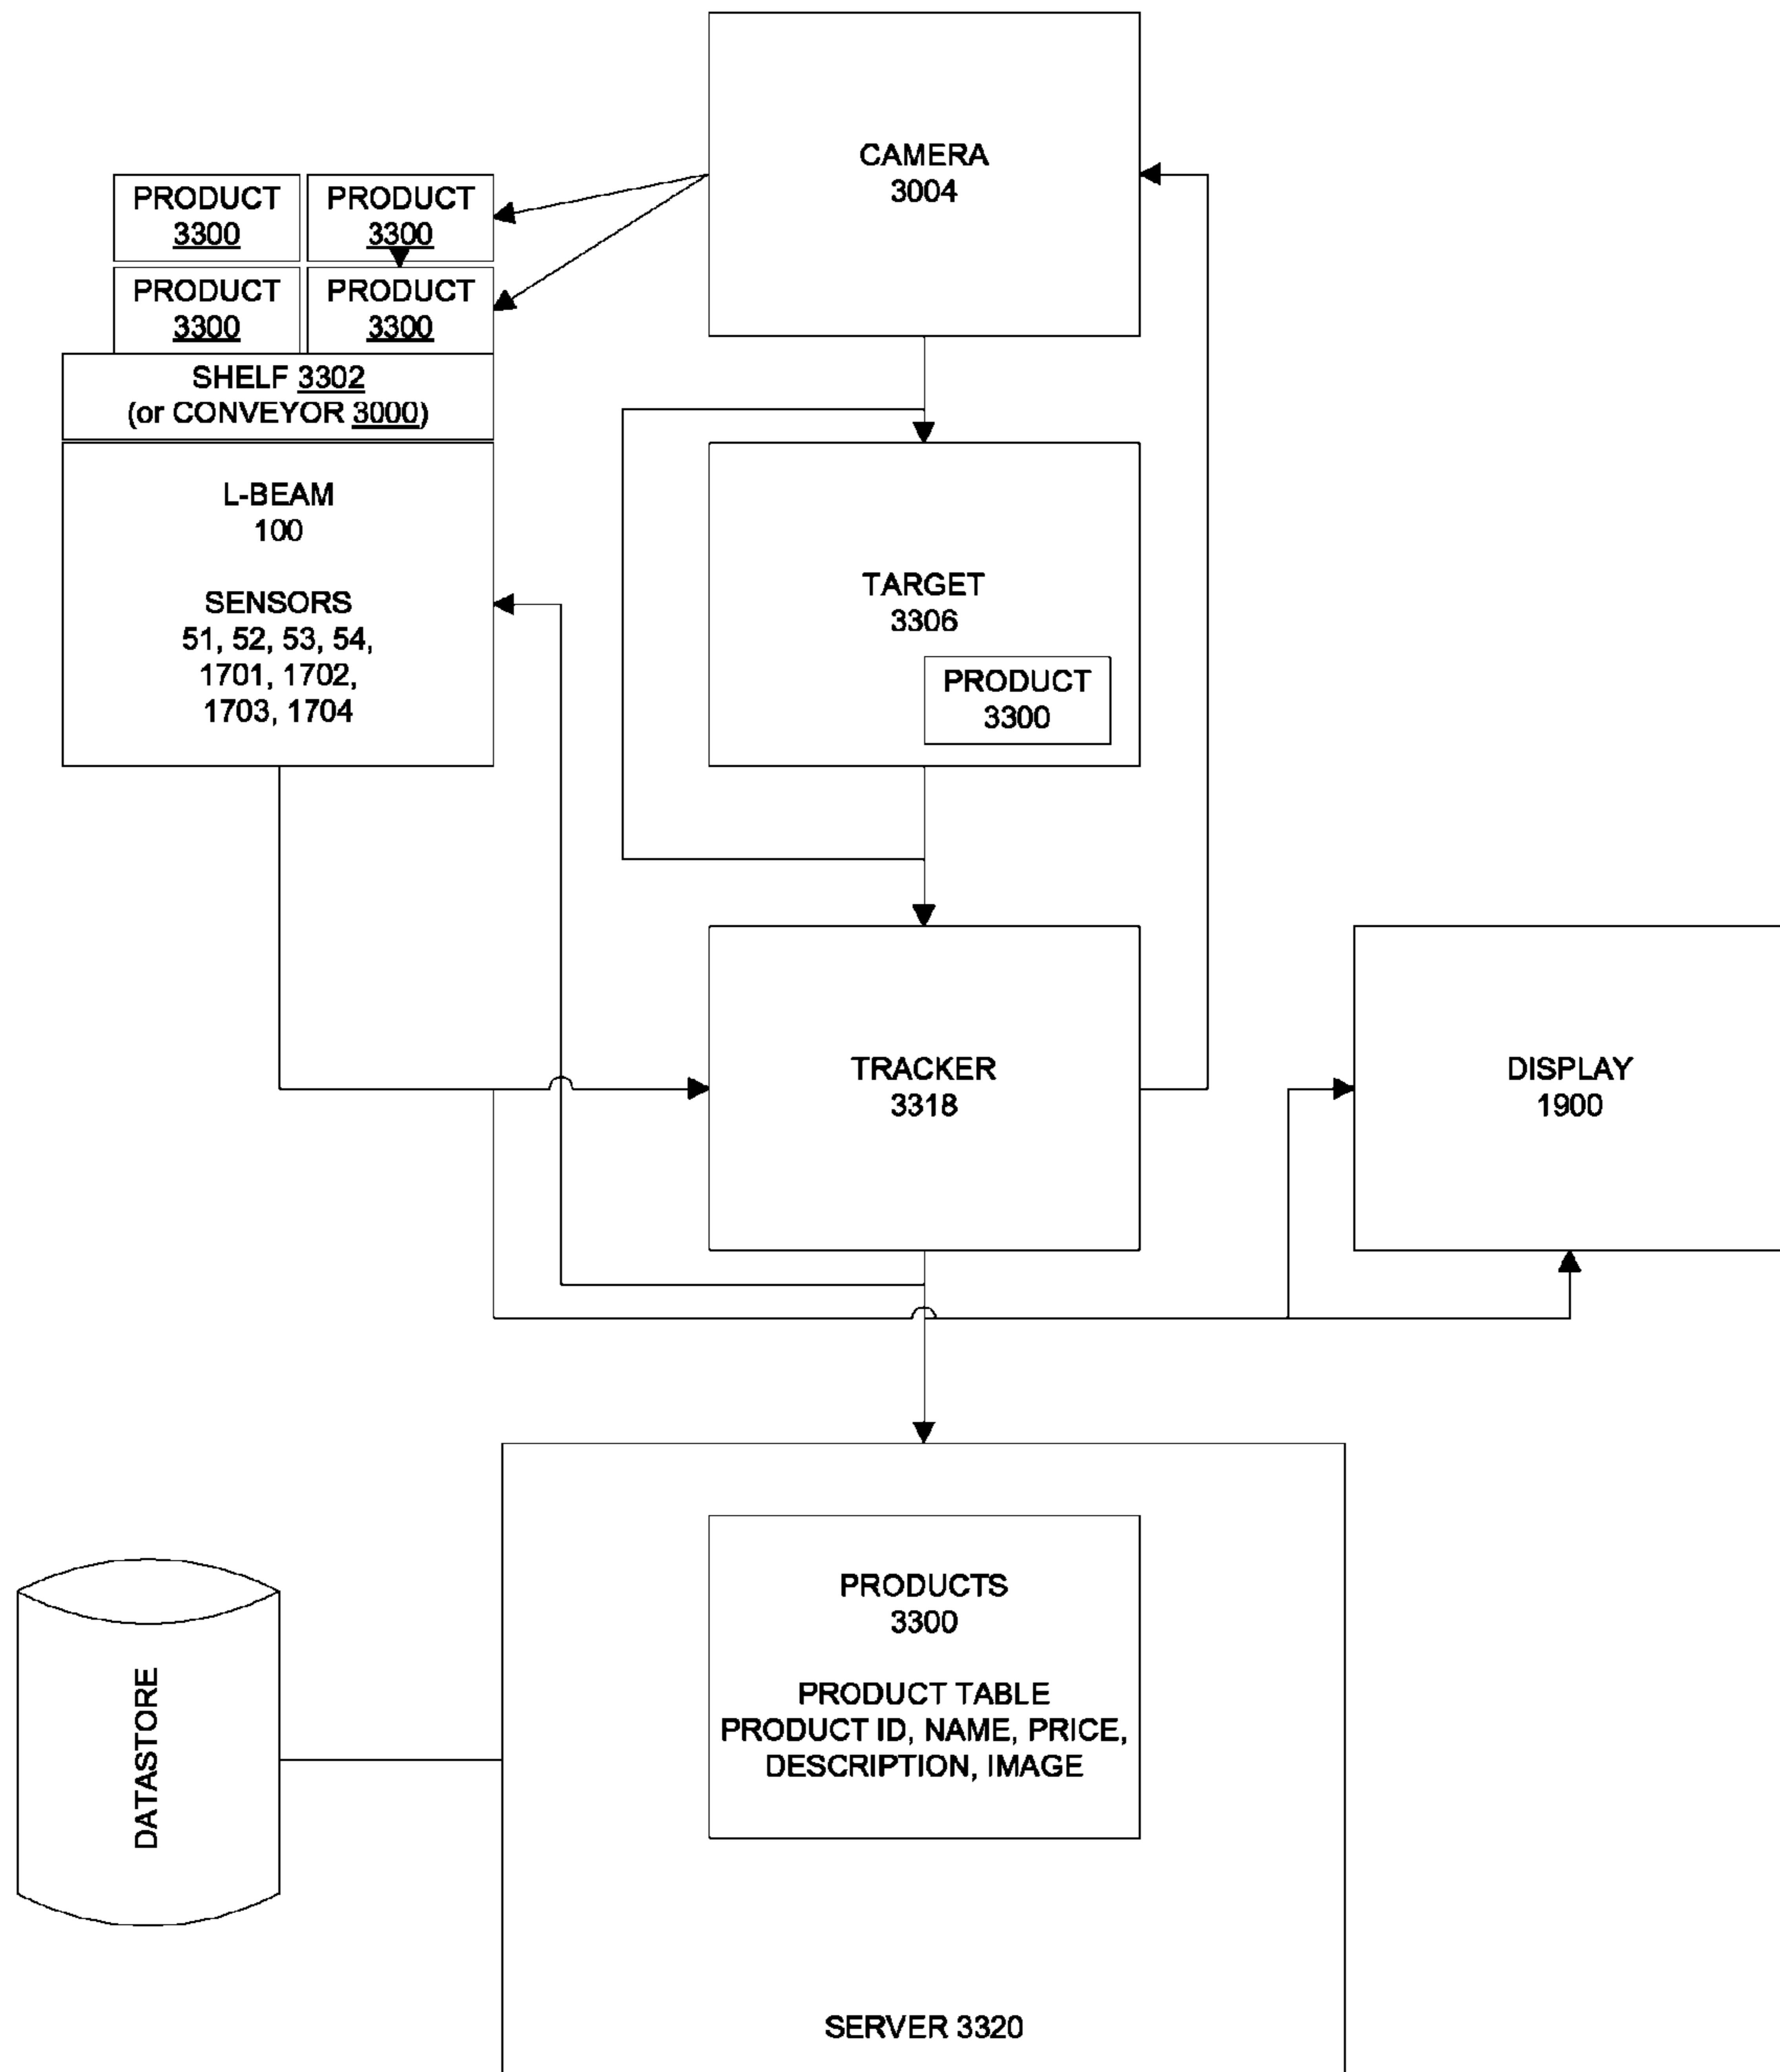 CAMERA
3004
PRODUCT
3300
PRODUCT
3300
PRODUCT
3300
PRODUCT
3300
SHELF 3302
(or CONVEYOR 3000)
L-BEAM
100
SENSORS
51, 52, 53, 54,
1701, 1702,
1703, 1704
TARGET
3306
PRODUCT
3300
TRACKER
3318
DISPLAY
1900
PRODUCTS
3300
PRODUCT TABLE
PRODUCT ID, NAME, PRICE,
DESCRIPTION, IMAGE
DATASTORE
SERVER 3320